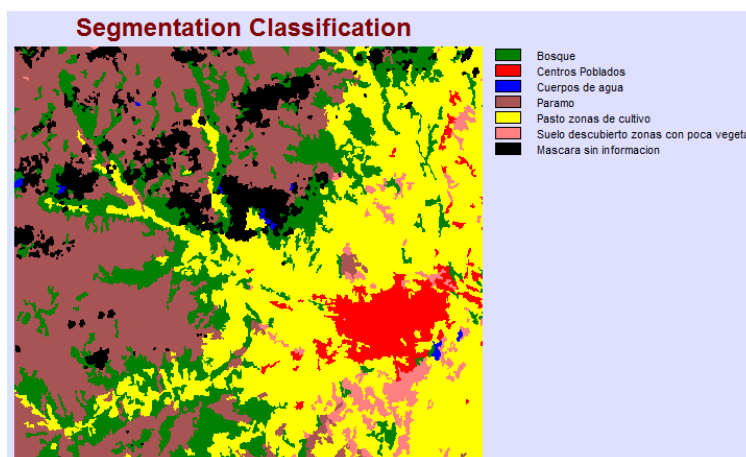 Segmentation Classification
Bosque
Centros Poblados
Cuerpos de agua
Paramo
Pasto zonas de cultivo
Suelo descubierto zonas con poca vegeta
Mascara sin informacion